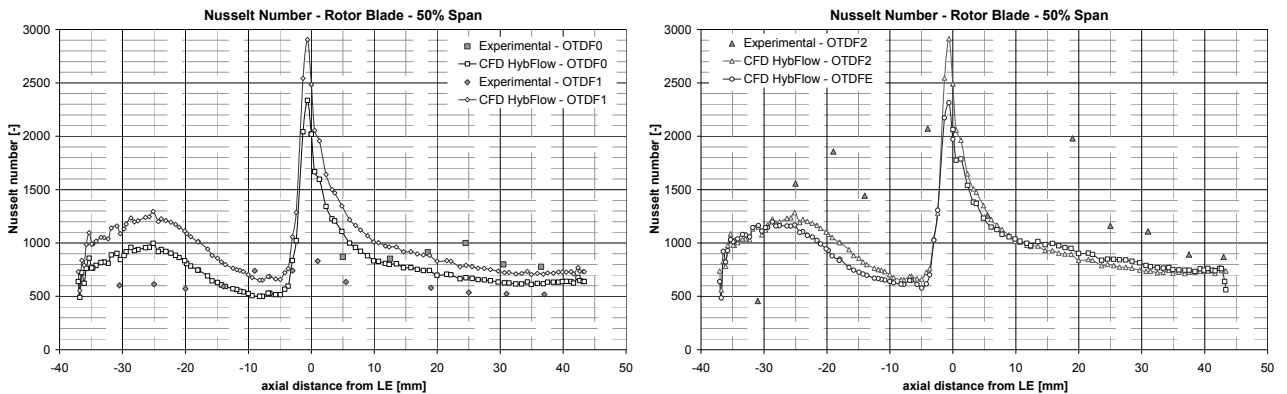 Nusselt Number - Rotor Blade - 50% Span
3000
2500
2000
1500
1000
500
0
Nusselt number [-]
Experimental - OTDF0
CFD HybFlow - OTDF0
Experimental - OTDF1
CFD HybFlow - OTDF1
-40 -30 -20 -10 0 10 20 30 40 50
axial distance from LE [mm]
Nusselt Number - Rotor Blade - 50% Span
3000
2500
2000
1500
1000
500
0
Nusselt number [-]
Experimental - OTDF2
CFD HybFlow - OTDF2
CFD HybFlow - OTDFE
-40 -30 -20 -10 0 10 20 30 40 50
axial distance from LE [mm]